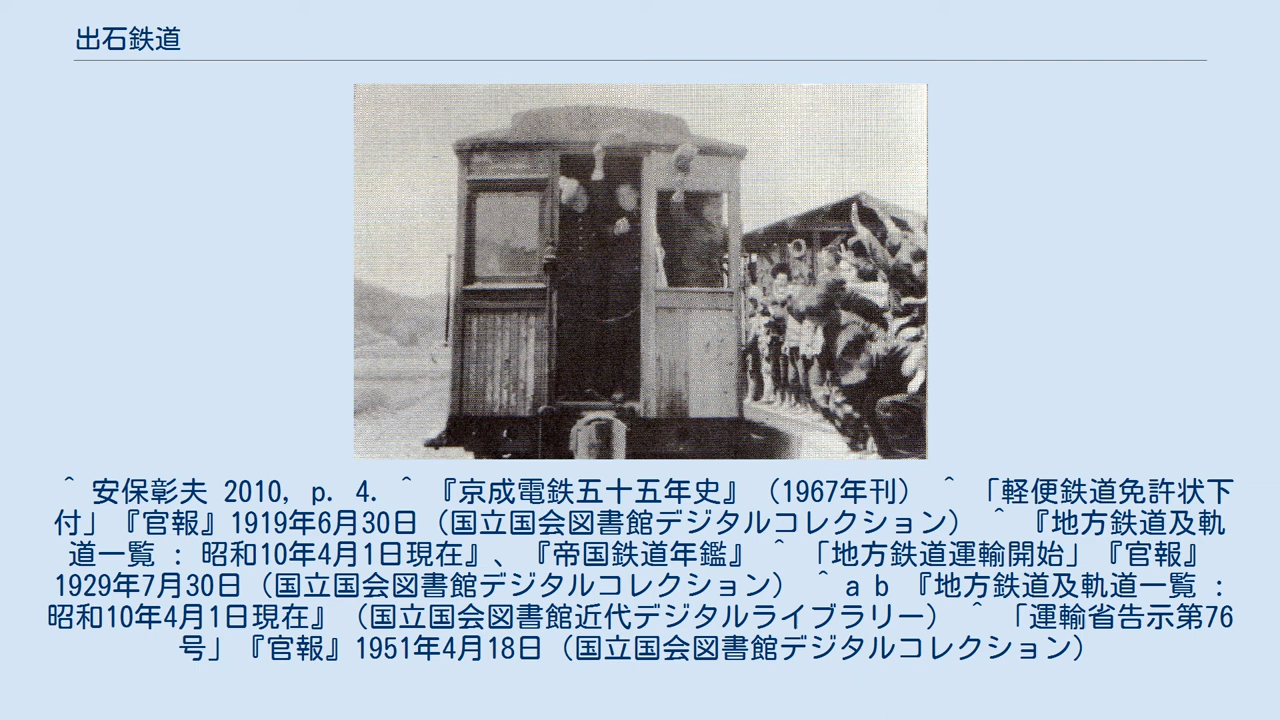 出石鉄道
^ 安保彰夫 2010, p. 4. ^ 『京成電鉄五十五年史』（1967年刊） ^ 「軽便鉄道免許状下
付」『官報』1919年6月30日（国立国会図書館デジタルコレクション） ^ 『地方鉄道及軌
道一覧 : 昭和10年4月1日現在』、『帝国鉄道年鑑』 ^ 「地方鉄道運輸開始」『官報』
1929年7月30日（国立国会図書館デジタルコレクション） ^ a b 『地方鉄道及軌道一覧 :
昭和10年4月1日現在』（国立国会図書館近代デジタルライブラリー） ^ 「運輸省告示第76
号」『官報』1951年4月18日（国立国会図書館デジタルコレクション）